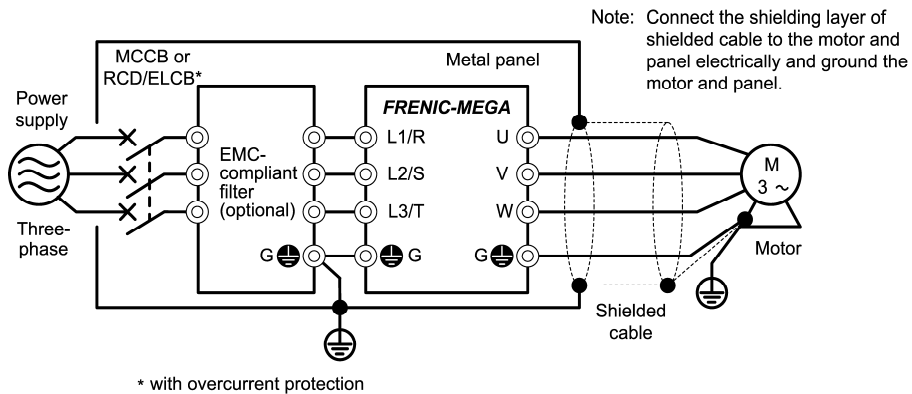 Note: Connect the shielding layer of
shielded cable to the motor and
panel electrically and ground the
motor and panel.
MCCB or
RCD/ELCB*
Metal panel
Power
supply
FRENIC-MEGA
L1/R
U
EMC-
compliant
filter
(optional)
L2/S
V
M
3 ~
L3/T
W
Three-
phase
G
G
G
Motor
Shielded
cable
* with overcurrent protection